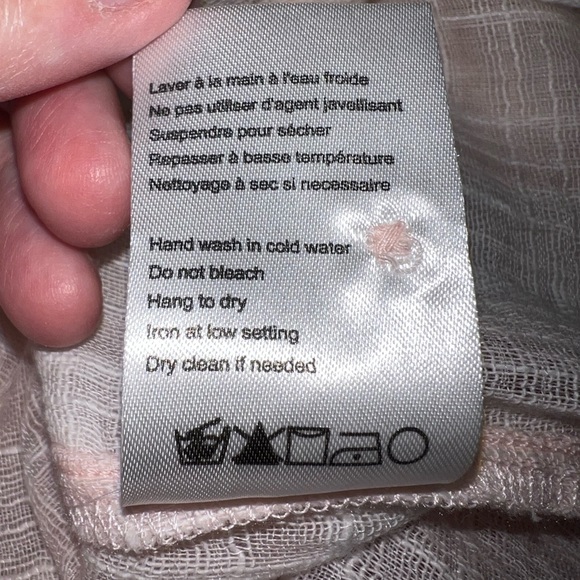 Laver à la main à l'eau froide
Ne pas utiliser d'agent javellisant
Suspendre pour sécher
Repasser à basse température
Nettoyage à sec si necessaire
Hand wash in cold water
Do not bleach
Hang to dry
Iron at low setting
Dry clean if needed